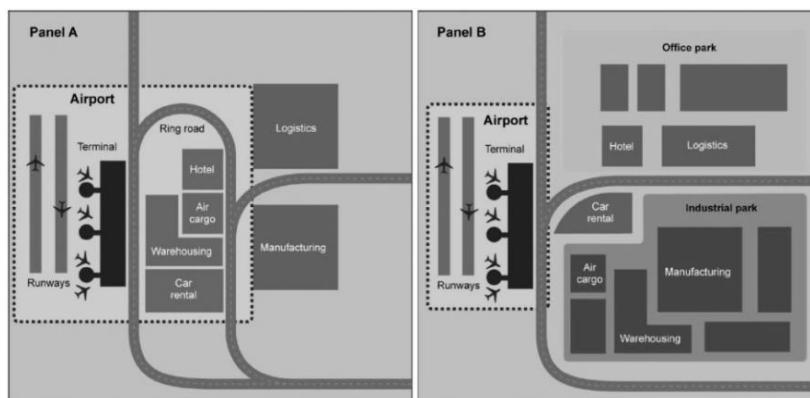 Panel A
Airport
Ring road
Terminal
Logistics
Hotel
Air
cargo
Warehousing
Manufacturing
Runways
Car
rental
Panel B
Office park
Airport
Terminal
Hotel
Logistics
Car
rental
Industrial park
Air
cargo
Manufacturing
Runways
Warehousing